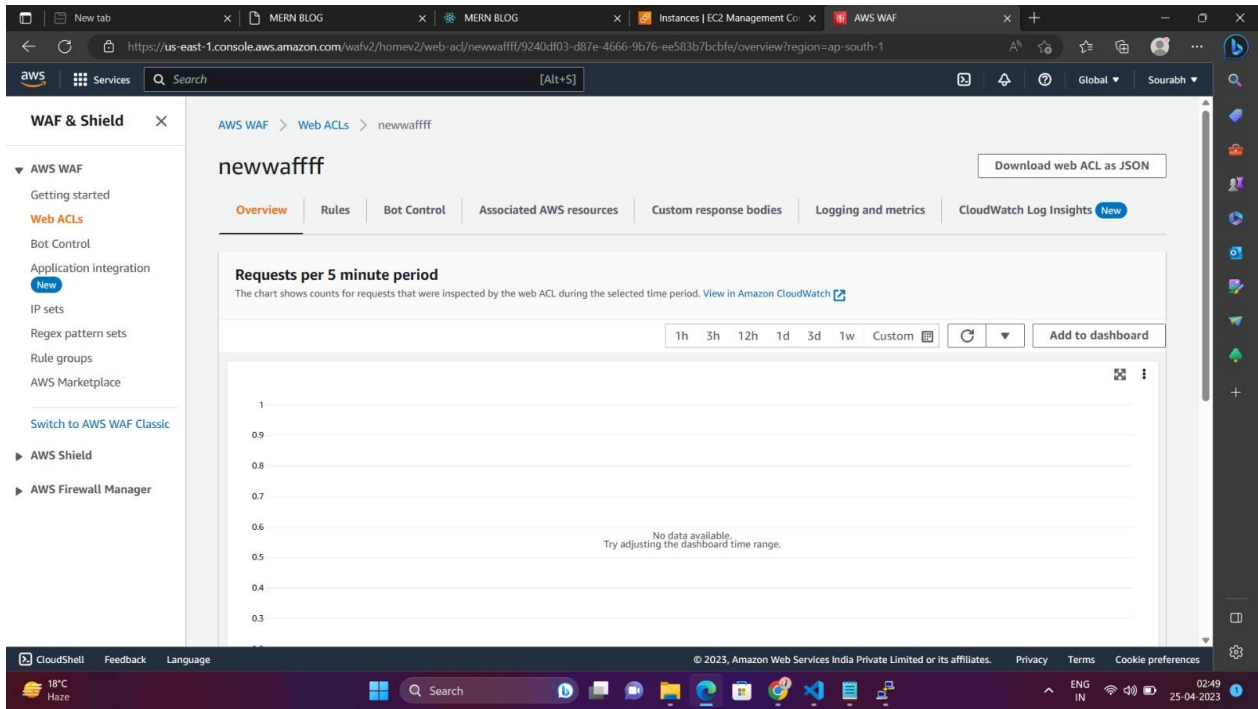 New tab
MERN BLOG
MERN BLOG
Instances | EC2 Management Co
AWS WAF
https://us-east-1.console.aws.amazon.com/wafv2/homev2/web-acl/newwaffff/9240df03-d87e-4666-9b76-ee583b7bcbfe/overview?region=ap-south-1
aws
Services
Search
[Alt+S]
Global
Sourabh
WAF & Shield
AWS WAF
Getting started
Web ACLs
Bot Control
Application integration
New
IP sets
Regex pattern sets
Rule groups
AWS Marketplace
Switch to AWS WAF Classic
AWS Shield
AWS Firewall Manager
AWS WAF > Web ACLs > newwaffff
newwaffff
Download web ACL as JSON
Overview
Rules
Bot Control
Associated AWS resources
Custom response bodies
Logging and metrics
CloudWatch Log Insights New
Requests per 5 minute period
The chart shows counts for requests that were inspected by the web ACL during the selected time period. View in Amazon CloudWatch
1h 3h 12h 1d 3d 1w Custom
Add to dashboard
1
0.9
0.8
0.7
0.6
0.5
0.4
0.3
No data available.
Try adjusting the dashboard time range.
CloudShell Feedback Language
© 2023, Amazon Web Services India Private Limited or its affiliates. Privacy Terms Cookie preferences
18°C
Haze
Search
ENG
IN
02:49
25-04-2023
1